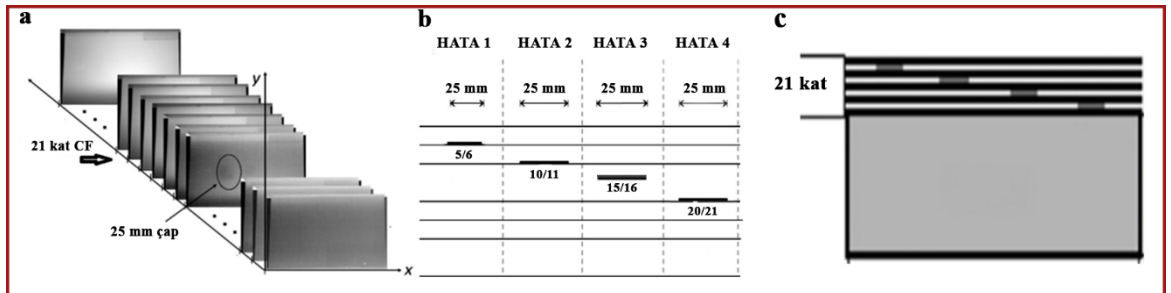 a
y
21 kat CF
25 mm çap
x
b
HATA 1 HATA 2 HATA 3 HATA 4
25 mm 25 mm 25 mm 25 mm
5/6
10/11
15/16
20/21
c
21 kat